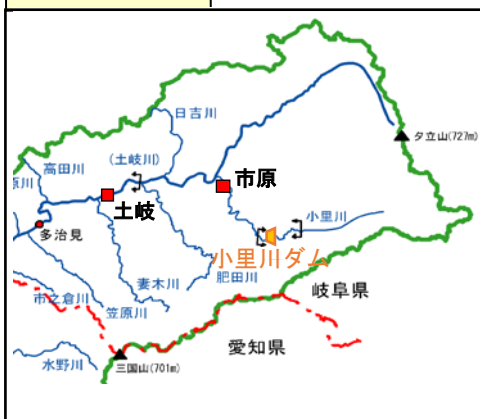 日吉川
夕立山(727m)
高田川
(土岐川)
原川
市原
土岐
小里川
多治見
小里川ダム
妻木川
肥田川
岐阜県
市之倉川
笠原川
愛知県
水野川
三国山(701m)